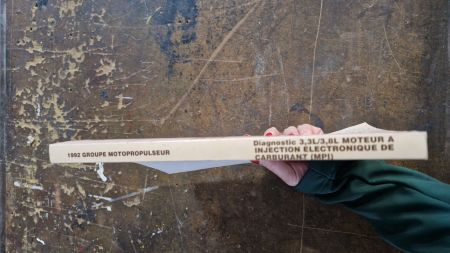 1992 GROUPE MOTOPROPULSEUR
Diagnostic 3,3L/3,8L MOTEUR A
INJECTION ELECTRONIQUE DE
CARBURANT (MPI)